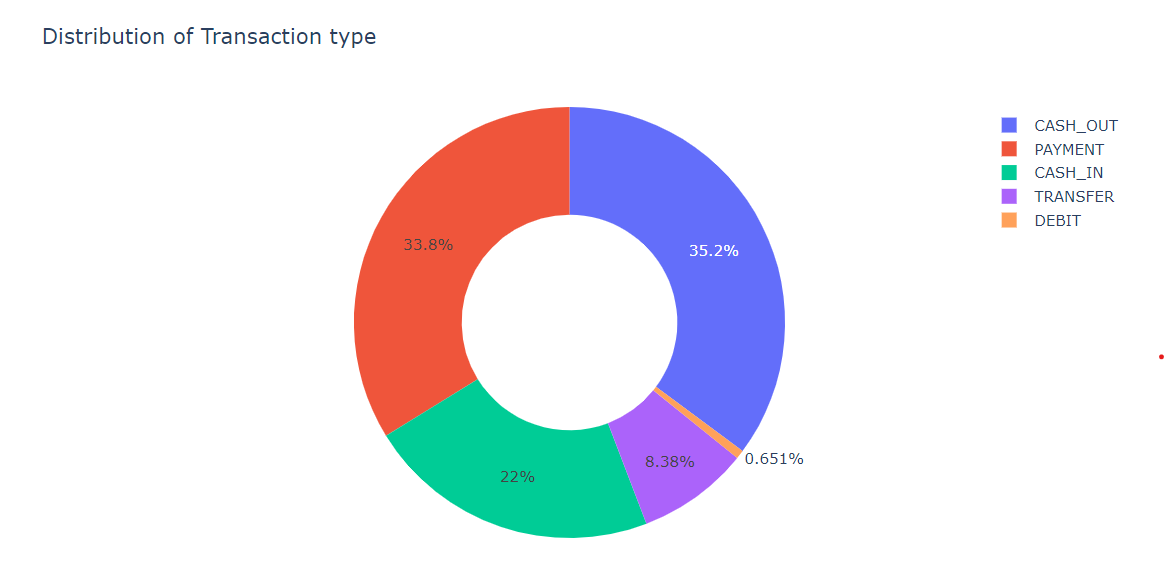 Distribution of Transaction type
CASH_OUT
PAYMENT
CASH_IN
TRANSFER
DEBIT
33.8%
35.2%
0.651%
8.38%
22%